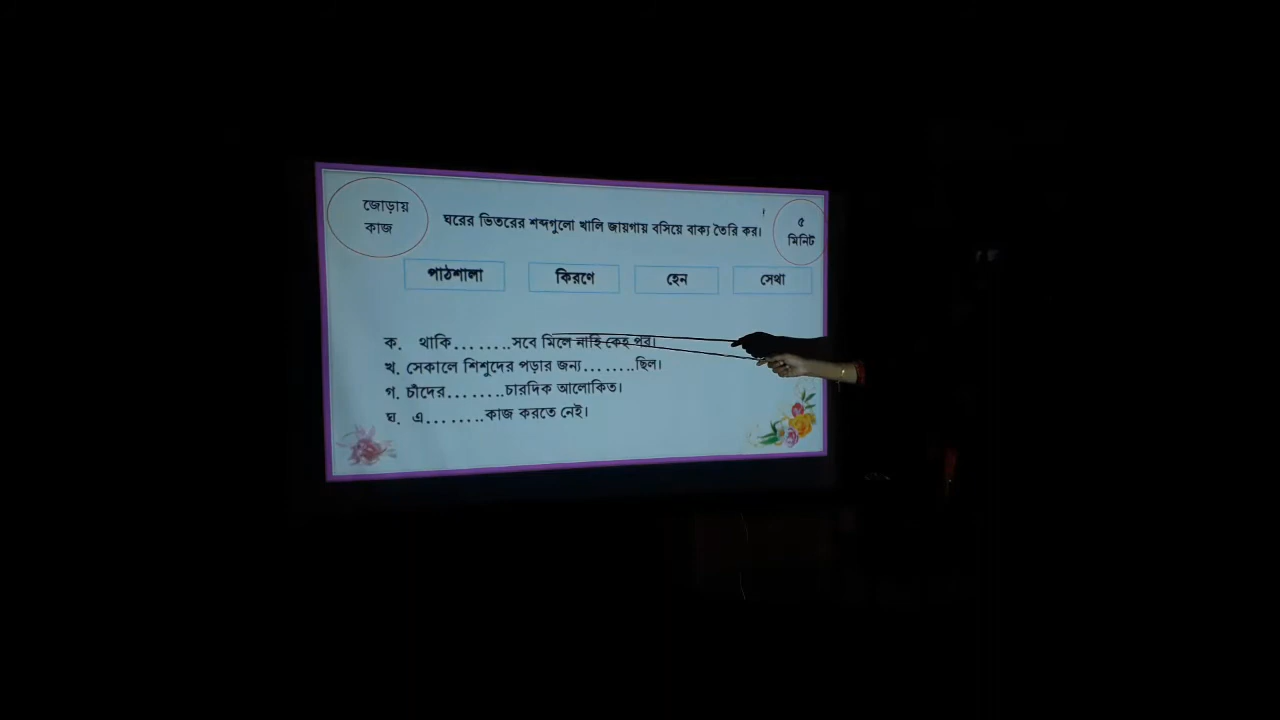 জোড়ায়
কাজ
ঘরের ভিতরের শব্দগুলো খালি জায়গায় বসিয়ে বাক্য তৈরি কর।
৫
মিনিট
পাঠশালা কিরণে হেন সেথা
ক. থাকি........সবে মিলে নাহি কেহ পর।
খ. সেকালে শিশুদের পড়ার জন্য........ছিল।
গ. চাঁদের........চারদিক আলোকিত।
ঘ. এ........কাজ করতে নেই।